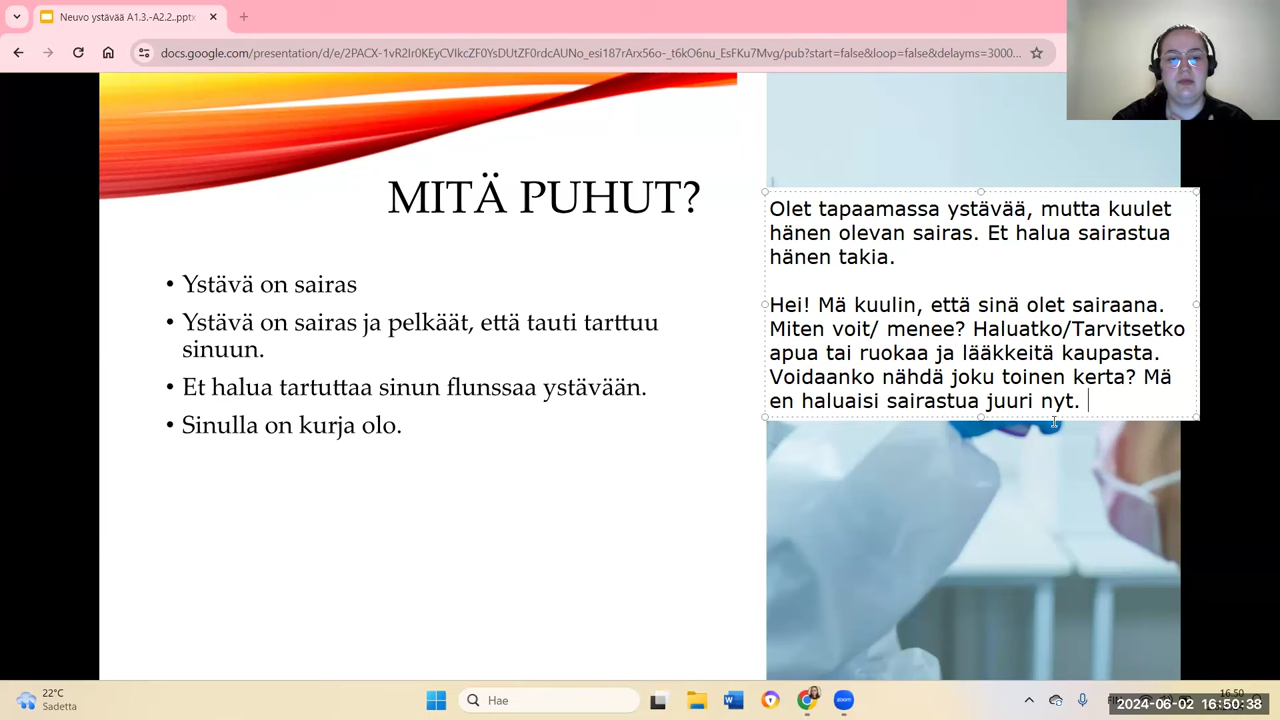 Neuvo ystävää A1.3.-A2.2..pptx
docs.google.com/presentation/d/e/2PACX-1vR2Ir0KEyCVIkcZF0YsDUtZF0rdcAUNo_esi187rArx56o-_t6kO6nu_EsFKu7Mvg/pub?start=false&loop=false&delayms=3000...
MITÄ PUHUT?
• Ystävä on sairas
• Ystävä on sairas ja pelkäät, että tauti tarttuu
sinuun.
• Et halua tartuttaa sinun flunssaa ystävään.
• Sinulla on kurja olo.
Olet tapaamassa ystävää, mutta kuulet
hänen olevan sairas. Et halua sairastua
hänen takia.
Hei! Mä kuulin, että sinä olet sairaana.
Miten voit/ menee? Haluatko/Tarvitsetko
apua tai ruokaa ja lääkkeitä kaupasta.
Voidaanko nähdä joku toinen kerta? Mä
en haluaisi sairastua juuri nyt.
22°C
Sadetta
Hae
zoom
16.50
2024-06-02 16:50:38